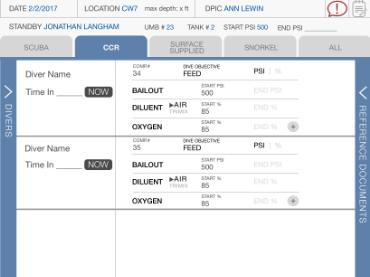 DATE 2/2/2017 LOCATION CW7 max depth: x ft DPIC ANN LEWIN
STANDBY JONATHAN LANGHAM UMB # 23 TANK # 2 START PSI 500 END PSI ________
SCUBA CCR SURFACE SUPPLIED SNORKEL ALL
DIVERS
REFERENCE DOCUMENTS
Diver Name
Time In ______ NOW
COMP# 34 DIVE OBJECTIVE FEED PSI | %
BAILOUT START PSI 500 END PSI
DILUENT ▶AIR TRIMIX START % 85 END %
OXYGEN START % 85 END % +
Diver Name
Time In ______ NOW
COMP# 35 DIVE OBJECTIVE FEED PSI | %
BAILOUT START PSI 500 END PSI
DILUENT ▶AIR TRIMIX START % 85 END %
OXYGEN START % 85 END % +